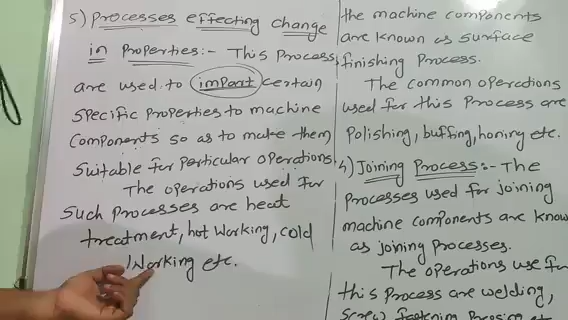 5) Processes effecting change
in Properties:- This Process
are used to impart certain
specific Properties to machine
Components so as to make them
Suitable for Particular Operations.
The operations used for
such Processes are heat
treatment, hot working, cold
Working etc.
the machine components
are known as surface
finishing Process.
The common operations
used for this Process are
Polishing, buffing, honing etc.
4) Joining Process:- The
Processes used for joining
machine components are know
as joining Processes.
The operations use for
this Process are welding,